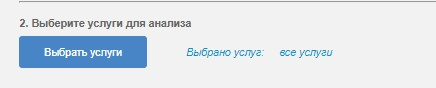 2. Выберите услуги для анализа
Выбрать услуги Выбрано услуг: все услуги